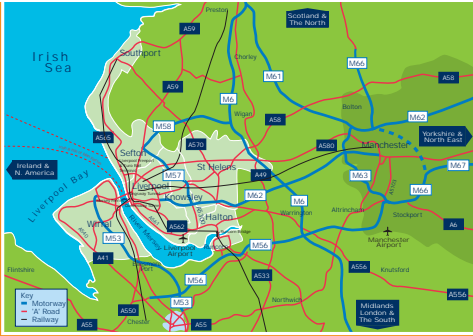 Preston
Scotland &
The North
A59
Irish
Sea
Southport
Chorley
M66
M61
A58
A59
M6
Bolton
Wigan
A58
M62
M58
A565
A570
A580
Manchester
Yorkshire &
North East
Sefton
St Helens
Ireland &
N. America
M57
A49
M63
M67
Liverpool
Knowsley
M62
M66
Liverpool Bay
M6
Altrincham
Stockport
Halton
Warrington
Wirral
River Mersey
A562
A6
M53
Liverpool
Airport
M56
Manchester
Airport
A41
A556
Knutsford
Flintshire
M56
A533
Port
A556
Key
Motorway
'A' Road
Railway
M53
Northwich
Midlands
London &
The South
A550
Chester
A55
A55